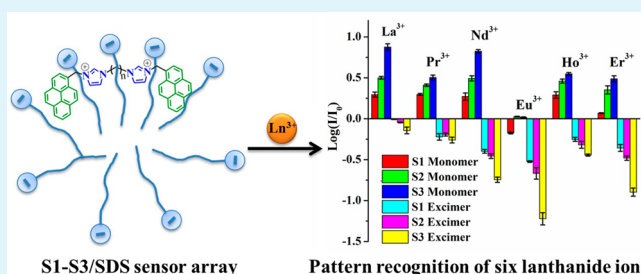 La3+
Pr3+
Nd3+
Eu3+
Ho3+
Er3+
1.0
0.5
0.0
-0.5
-1.0
-1.5
Log(I/I0)
S1 Monomer
S2 Monomer
S3 Monomer
S1 Excimer
S2 Excimer
S3 Excimer
N
N
n
N
N
Ln3+
S1-S3/SDS sensor array
Pattern recognition of six lanthanide ion